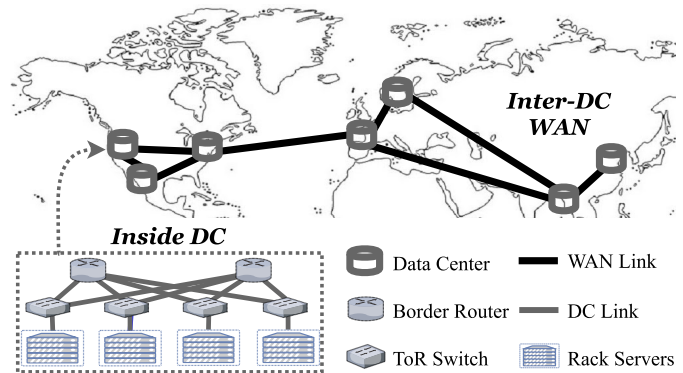 Inter-DC
WAN
Inside DC
Data Center
WAN Link
Border Router
DC Link
ToR Switch
Rack Servers